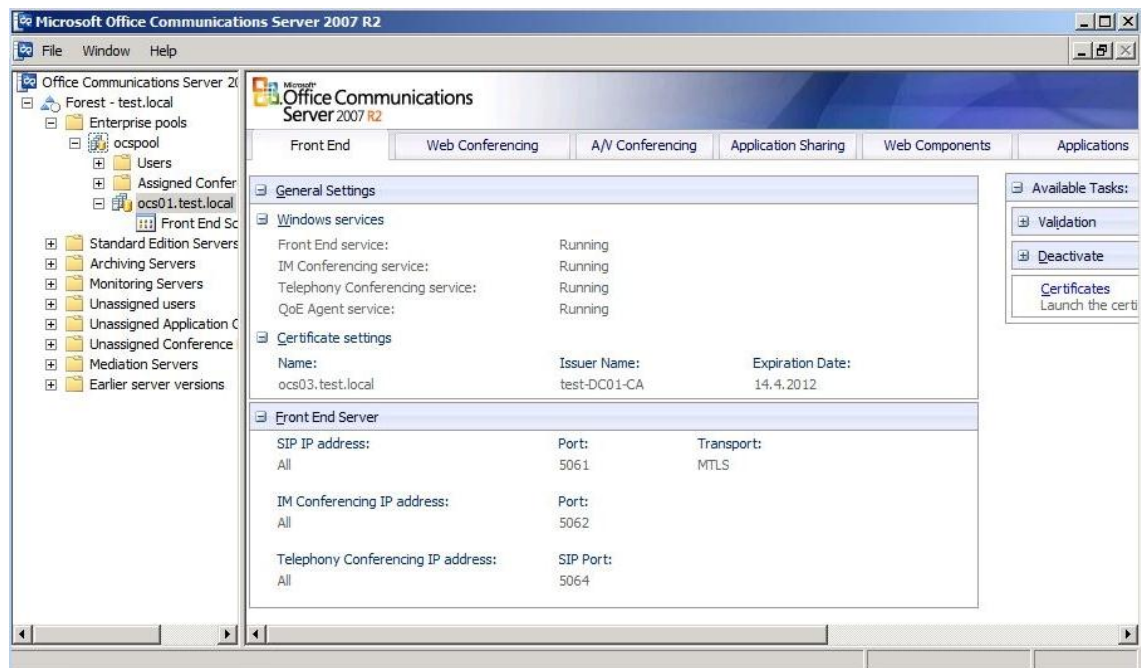 Microsoft Office Communications Server 2007 R2
File Window Help
Office Communications Server 20
Forest - test.local
Enterprise pools
ocspool
Users
Assigned Confer
ocs01.test.local
Front End Sc
Standard Edition Servers
Archiving Servers
Monitoring Servers
Unassigned users
Unassigned Application C
Unassigned Conference
Mediation Servers
Earlier server versions
Microsoft
Office Communications
Server 2007 R2
Front End Web Conferencing A/V Conferencing Application Sharing Web Components Applications
General Settings
Windows services
Front End service: Running
IM Conferencing service: Running
Telephony Conferencing service: Running
QoE Agent service: Running
Certificate settings
Name: Issuer Name: Expiration Date:
ocs03.test.local test-DC01-CA 14.4.2012
Front End Server
SIP IP address: Port: Transport:
All 5061 MTLS
IM Conferencing IP address: Port:
All 5062
Telephony Conferencing IP address: SIP Port:
All 5064
Available Tasks:
Validation
Deactivate
Certificates
Launch the certi